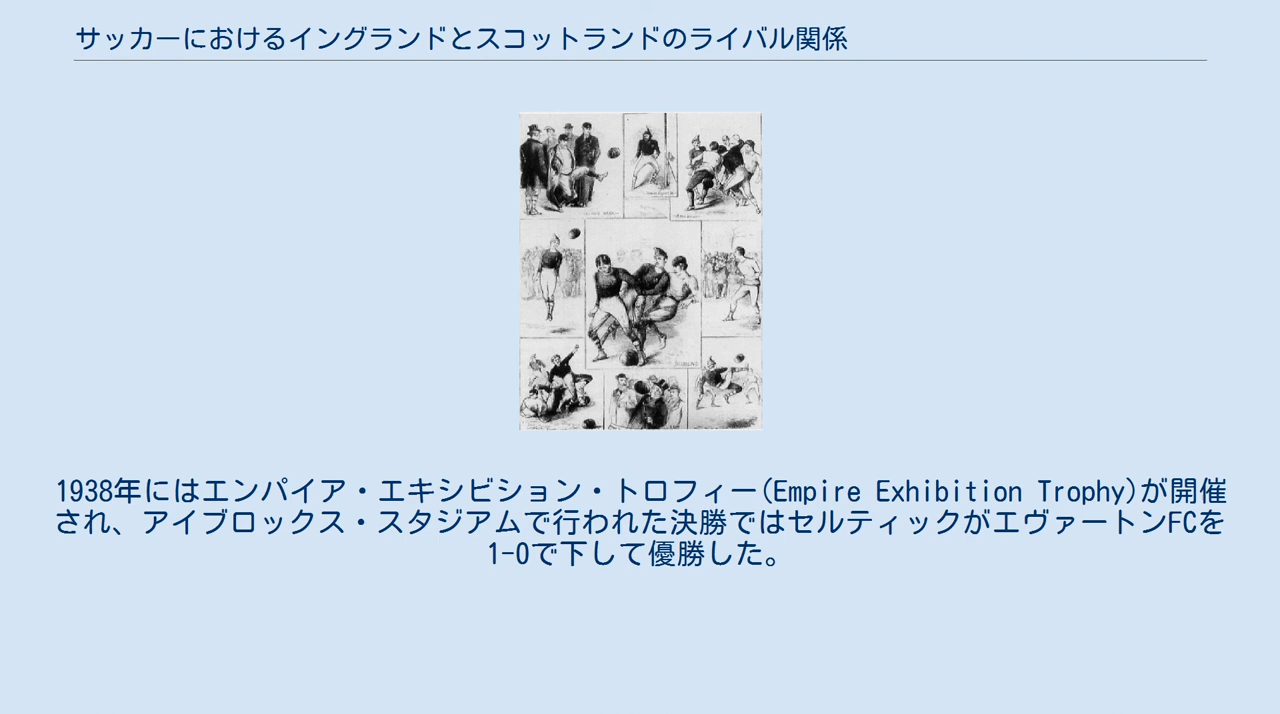 サッカーにおけるイングランドとスコットランドのライバル関係
1938年にはエンパイア・エキシビション・トロフィー(Empire Exhibition Trophy)が開催
され、アイブロックス・スタジアムで行われた決勝ではセルティックがエヴァートンFCを
1-0で下して優勝した。